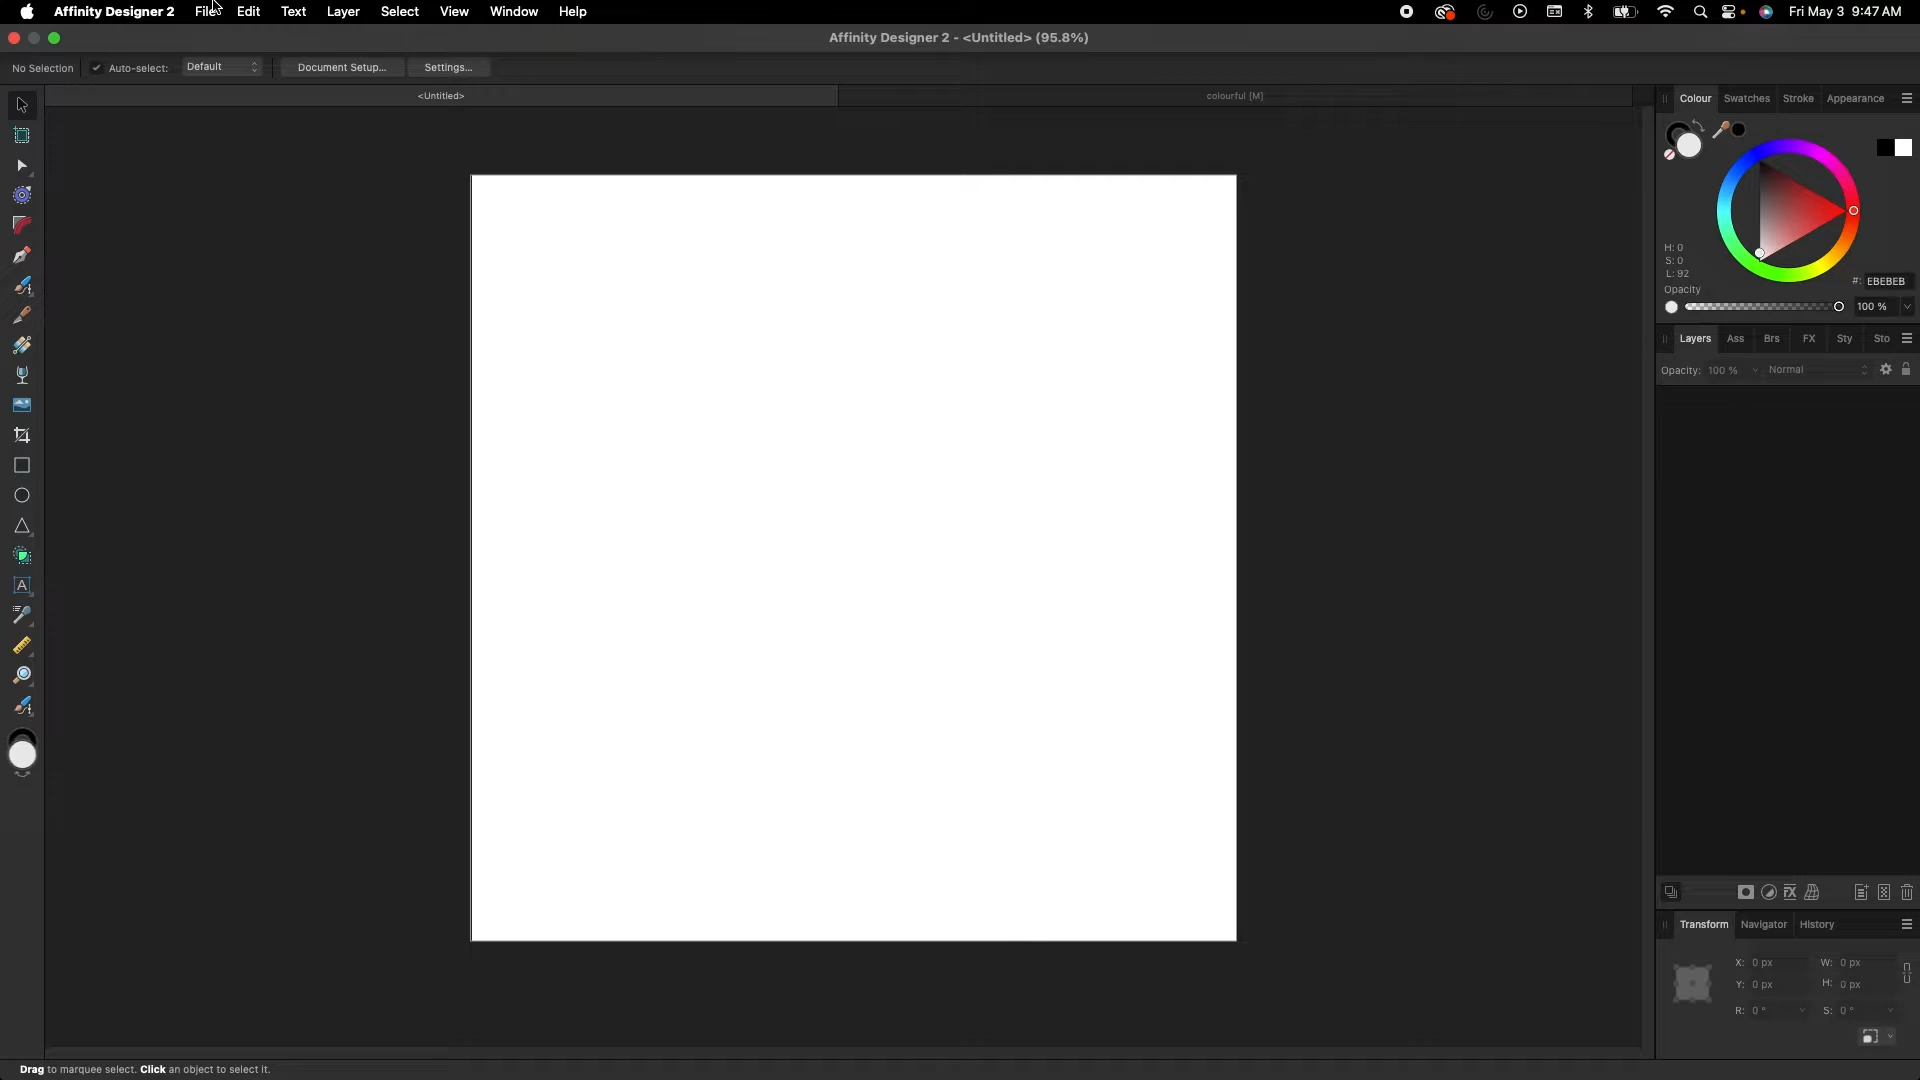 Affinity Designer 2 File Edit Text Layer Select View Window Help Fri May 3 9:47 AM
Affinity Designer 2 - <Untitled> (95.8%)
No Selection Auto-select: Default Document Setup... Settings...
<Untitled> colourful [M]
Colour Swatches Stroke Appearance
H: 0
S: 0
L: 92
#: EBEBEB
Opacity
100 %
Layers Ass Brs FX Sty Sto
Opacity: 100 % Normal
Transform Navigator History
X: 0 px W: 0 px
Y: 0 px H: 0 px
R: 0 ° S: 0 °
Drag to marquee select. Click an object to select it.